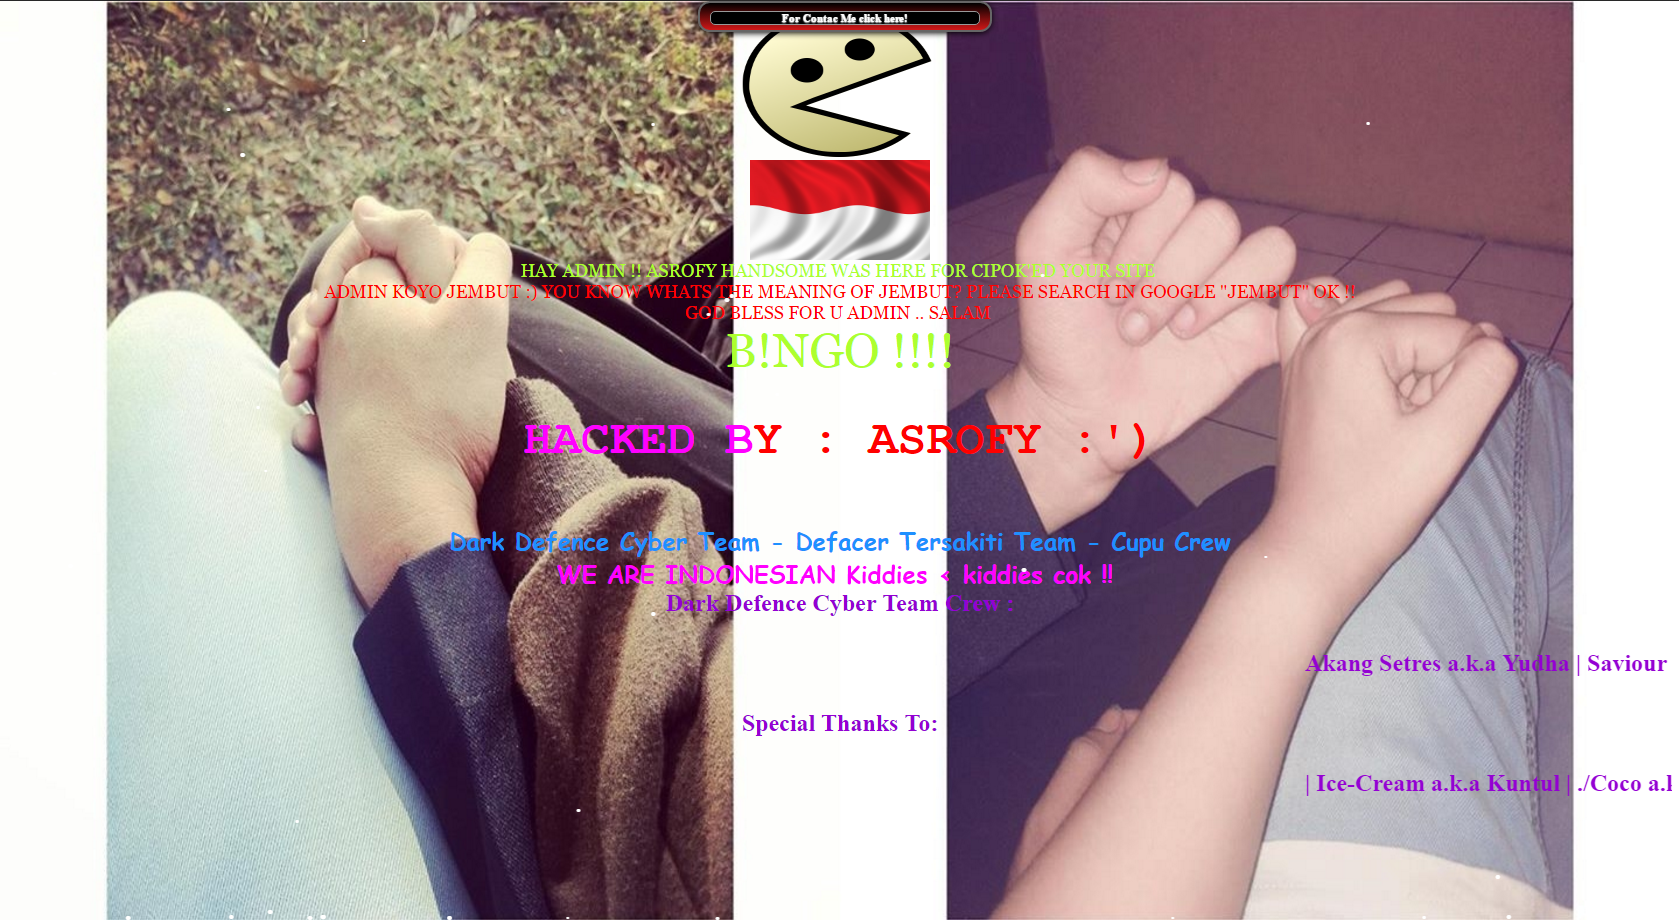 For Contac Me click here!
HAY ADMIN !! ASROFY HANDSOME WAS HERE FOR CIPOK'ED YOUR SITE
ADMIN KOYO JEMBUT :) YOU KNOW WHATS THE MEANING OF JEMBUT? PLEASE SEARCH IN GOOGLE "JEMBUT" OK !!
GOD BLESS FOR U ADMIN .. SALAM
B!NGO !!!!
HACKED BY : ASROFY :')
Dark Defence Cyber Team - Defacer Tersakiti Team - Cupu Crew
WE ARE INDONESIAN Kiddies < kiddies cok !!
Dark Defence Cyber Team Crew :
Akang Setres a.k.a Yudha | Saviour
Special Thanks To:
| Ice-Cream a.k.a Kuntul | ./Coco a.k